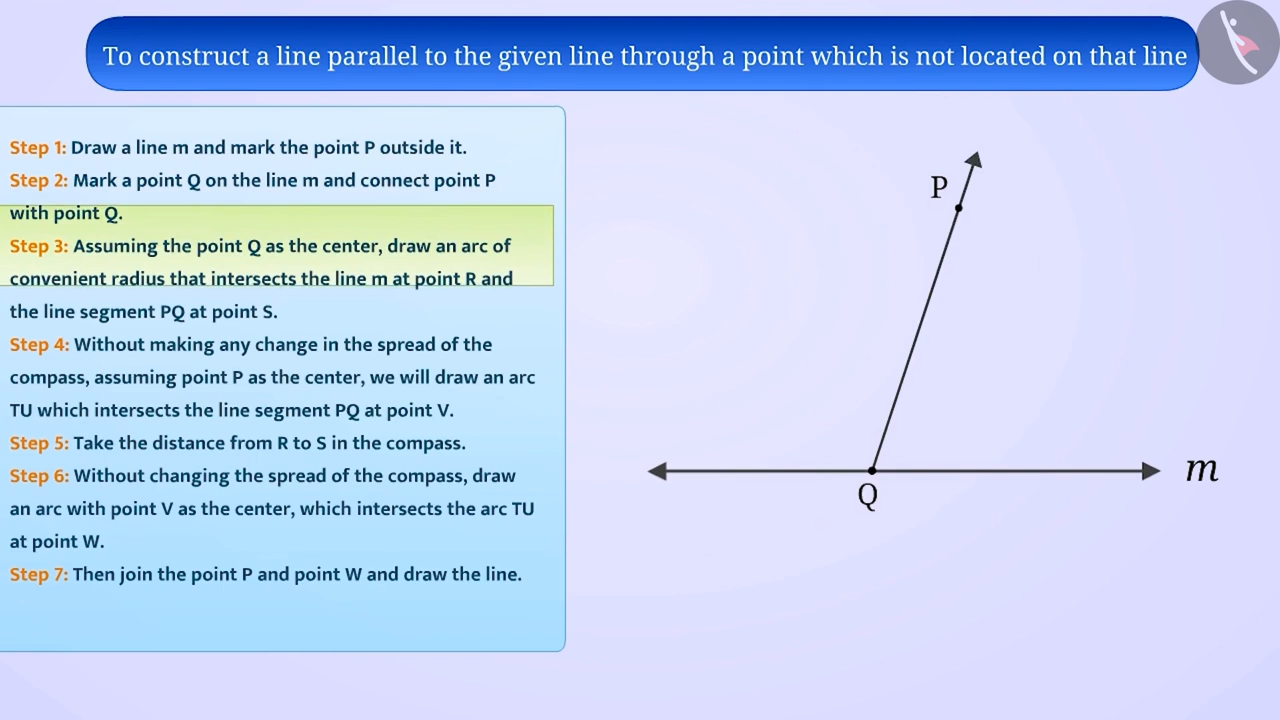 To construct a line parallel to the given line through a point which is not located on that line
Step 1: Draw a line m and mark the point P outside it.
Step 2: Mark a point Q on the line m and connect point P
with point Q.
Step 3: Assuming the point Q as the center, draw an arc of
convenient radius that intersects the line m at point R and
the line segment PQ at point S.
Step 4: Without making any change in the spread of the
compass, assuming point P as the center, we will draw an arc
TU which intersects the line segment PQ at point V.
Step 5: Take the distance from R to S in the compass.
Step 6: Without changing the spread of the compass, draw
an arc with point V as the center, which intersects the arc TU
at point W.
Step 7: Then join the point P and point W and draw the line.
P
m
Q